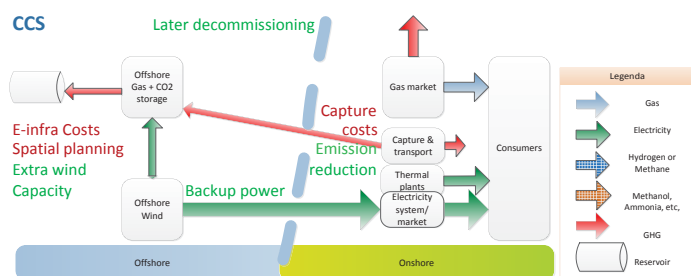 CCS
Later decommissioning
Offshore
Gas + CO2
storage
Gas market
E-infra Costs
Spatial planning
Extra wind
Capacity
Capture
costs
Emission
reduction
Capture &
transport
Consumers
Thermal
plants
Backup power
Offshore
Wind
Electricity
system/
market
Offshore
Onshore
Legenda
Gas
Electricity
Hydrogen or
Methane
Methanol,
Ammonia, etc,
GHG
Reservoir